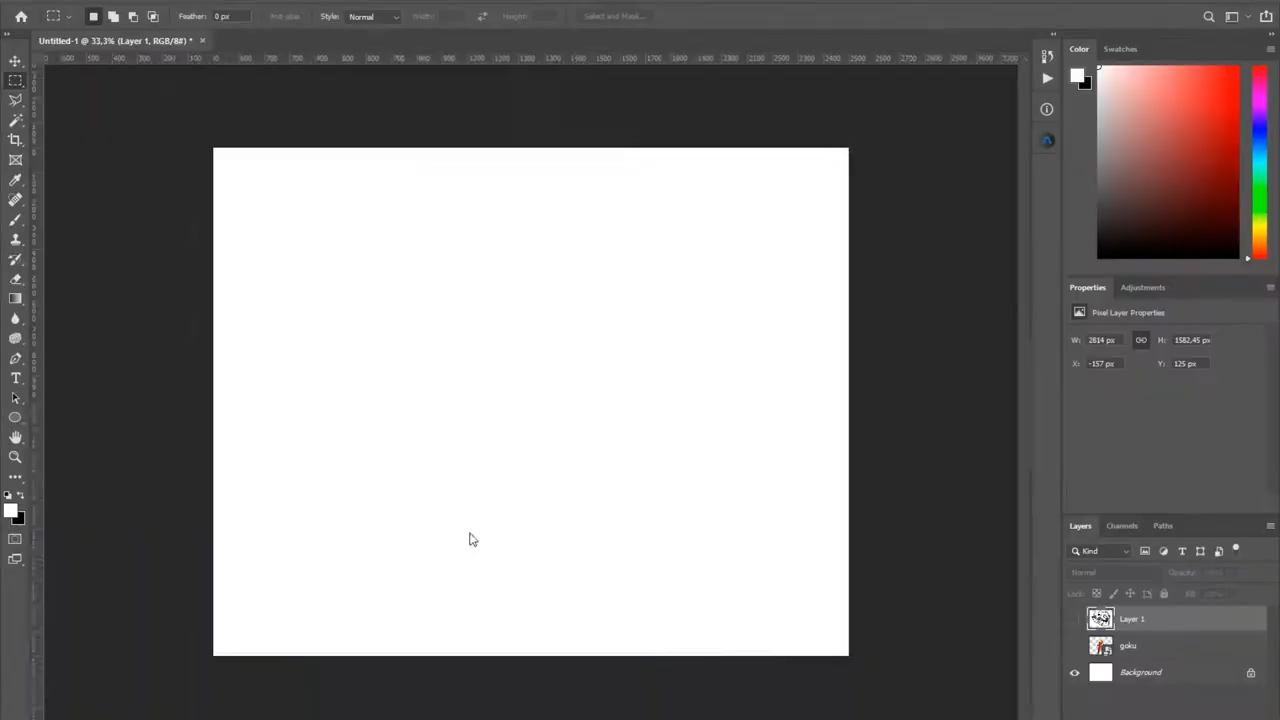 Feather: 0 px Anti-alias Style: Normal Width: Height: Select and Mask...
Untitled-1 @ 33,3% (Layer 1, RGB/8#) * ×
Color Swatches
Properties Adjustments
Pixel Layer Properties
W: 2814 px H: 1582,45 px
X: -157 px Y: 125 px
Layers Channels Paths
Kind
Normal Opacity:
Lock: Fill:
Layer 1
goku
Background